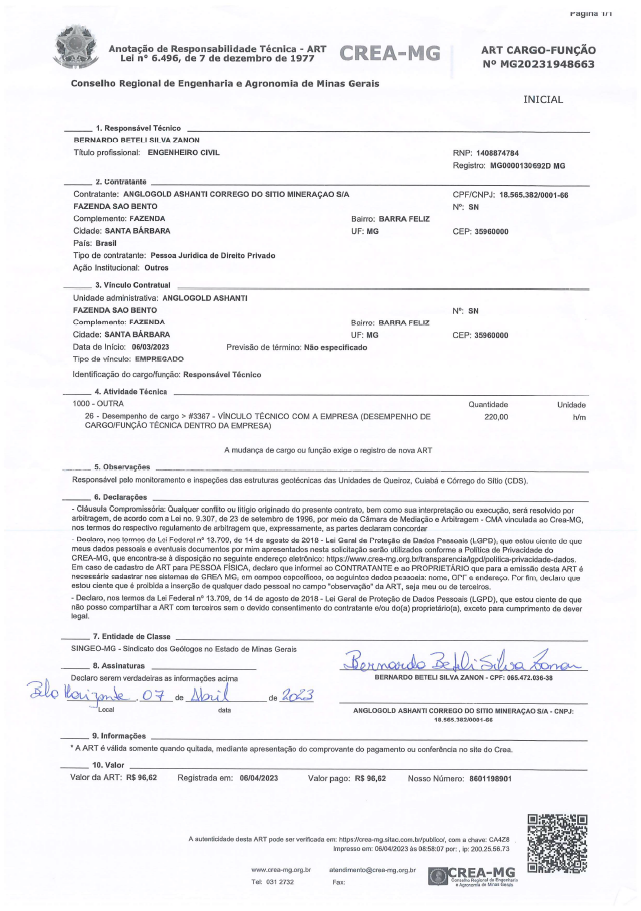 Página 1/1
Anotação de Responsabilidade Técnica - ART
Lei n° 6.496, de 7 de dezembro de 1977
CREA-MG
ART CARGO-FUNÇÃO
Nº MG20231948663
Conselho Regional de Engenharia e Agronomia de Minas Gerais
INICIAL
1. Responsável Técnico
BERNARDO BETELI SILVA ZANON
Título profissional: ENGENHEIRO CIVIL
RNP: 1408874784
Registro: MG0000130692D MG
2. Contratante
Contratante: ANGLOGOLD ASHANTI CORREGO DO SITIO MINERAÇAO S/A
CPF/CNPJ: 18.565.382/0001-66
FAZENDA SAO BENTO
Nº: SN
Complemento: FAZENDA
Bairro: BARRA FELIZ
Cidade: SANTA BÁRBARA
UF: MG
CEP: 35960000
País: Brasil
Tipo de contratante: Pessoa Juridica de Direito Privado
Ação Institucional: Outros
3. Vínculo Contratual
Unidade administrativa: ANGLOGOLD ASHANTI
FAZENDA SAO BENTO
Nº: SN
Complemento: FAZENDA
Bairro: BARRA FELIZ
Cidade: SANTA BÁRBARA
UF: MG
CEP: 35960000
Data de Início: 06/03/2023
Previsão de término: Não especificado
Tipo de vínculo: EMPREGADO
Identificação do cargo/função: Responsável Técnico
4. Atividade Técnica
1000 - OUTRA
Quantidade
Unidade
26 - Desempenho de cargo > #3367 - VÍNCULO TÉCNICO COM A EMPRESA (DESEMPENHO DE
CARGO/FUNÇÃO TÉCNICA DENTRO DA EMPRESA)
220,00
h/m
A mudança de cargo ou função exige o registro de nova ART
5. Observações
Responsável pelo monitoramento e inspeções das estruturas geotécnicas das Unidades de Queiroz, Cuiabá e Córrego do Sítio (CDS).
6. Declarações
- Cláusula Compromissória: Qualquer conflito ou litígio originado do presente contrato, bem como sua interpretação ou execução, será resolvido por
arbitragem, de acordo com a Lei no. 9.307, de 23 de setembro de 1996, por meio da Câmara de Mediação e Arbitragem - CMA vinculada ao Crea-MG,
nos termos do respectivo regulamento de arbitragem que, expressamente, as partes declaram concordar
- Declaro, nos termos da Lei Federal nº 13.709, de 14 de agosto de 2018 - Lei Geral de Proteção de Dados Pessoais (LGPD), que estou ciente de que
meus dados pessoais e eventuais documentos por mim apresentados nesta solicitação serão utilizados conforme a Política de Privacidade do
CREA-MG, que encontra-se à disposição no seguinte endereço eletrônico: https://www.crea-mg.org.br/transparencia/lgpd/politica-privacidade-dados.
Em caso de cadastro de ART para PESSOA FÍSICA, declaro que informei ao CONTRATANTE e ao PROPRIETÁRIO que para a emissão desta ART é
necessário cadastrar nos sistemas do CREA-MG, em campos específicos, os seguintes dados pessoais: nome, CPF e endereço. Por fim, declaro que
estou ciente que é proibida a inserção de qualquer dado pessoal no campo "observação" da ART, seja meu ou de terceiros.
- Declaro, nos termos da Lei Federal nº 13.709, de 14 de agosto de 2018 - Lei Geral de Proteção de Dados Pessoais (LGPD), que estou ciente de que
não posso compartilhar a ART com terceiros sem o devido consentimento do contratante e/ou do(a) proprietário(a), exceto para cumprimento de dever
legal.
7. Entidade de Classe
SINGEO-MG - Sindicato dos Geólogos no Estado de Minas Gerais
8. Assinaturas
Bernardo Beteli Silva Zanon
Declaro serem verdadeiras as informações acima
BERNARDO BETELI SILVA ZANON - CPF: 065.472.036-38
Belo Horizonte, 07 de Abril de 2023
Local
data
ANGLOGOLD ASHANTI CORREGO DO SITIO MINERAÇAO S/A - CNPJ:
18.565.382/0001-66
9. Informações
* A ART é válida somente quando quitada, mediante apresentação do comprovante do pagamento ou conferência no site do Crea.
10. Valor
Valor da ART: R$ 96,62
Registrada em: 06/04/2023
Valor pago: R$ 96,62
Nosso Número: 8601198901
A autenticidade desta ART pode ser verificada em: https://crea-mg.sitac.com.br/publico/, com a chave: CA4Z8
Impresso em: 06/04/2023 às 08:58:07 por: , ip: 200.25.56.73
www.crea-mg.org.br
atendimento@crea-mg.org.br
Tel: 031 2732
Fax:
CREA-MG
Conselho Regional de Engenharia
e Agronomia de Minas Gerais